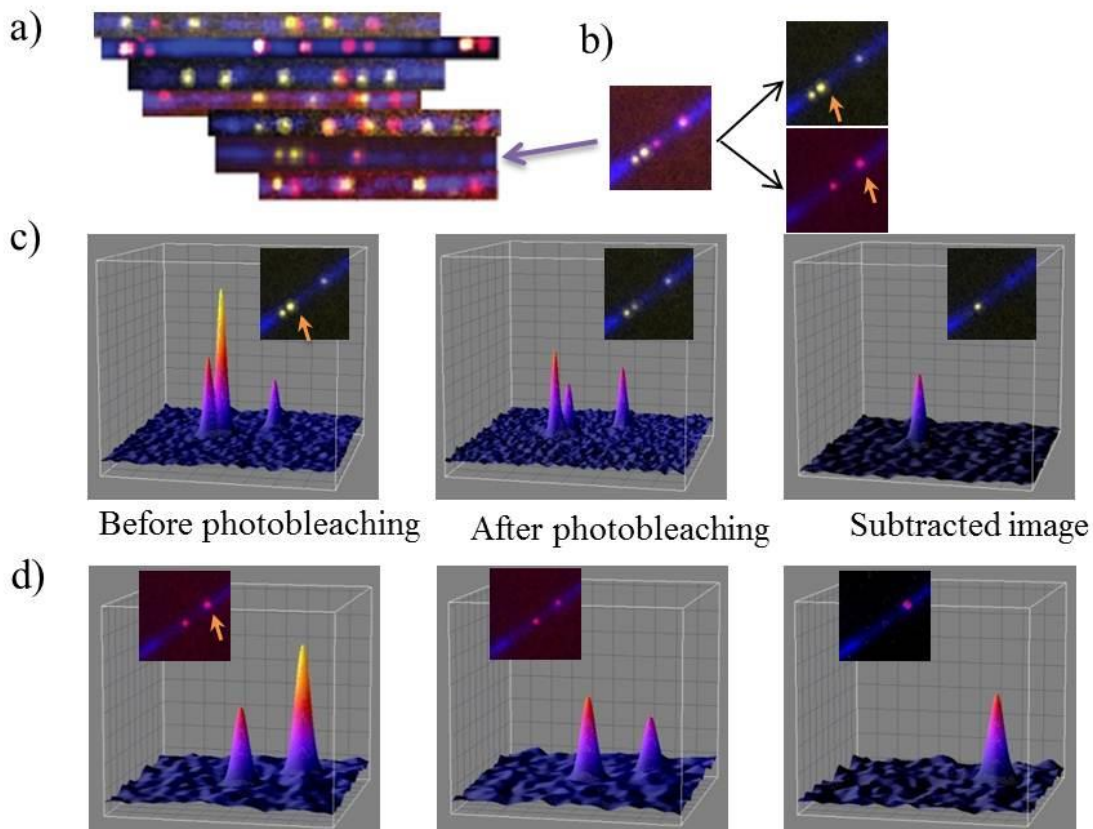 a)
b)
c)
Before photobleaching
After photobleaching
Subtracted image
d)